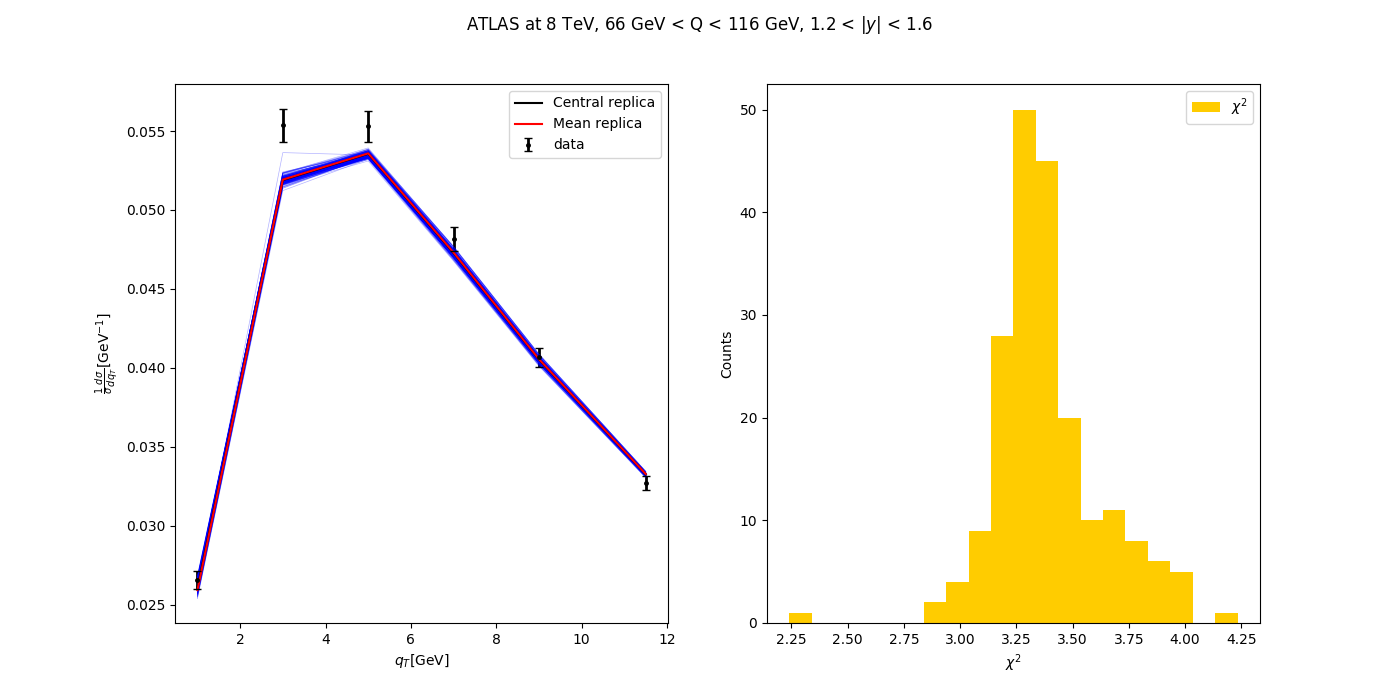 ATLAS at 8 TeV, 66 GeV < Q < 116 GeV, 1.2 < |y| < 1.6
Central replica
Mean replica
data
0.055
0.050
0.045
0.040
0.035
0.030
0.025
1/σ dσ/dq_T [GeV⁻¹]
2 4 6 8 10 12
q_T[GeV]
χ²
50
40
30
20
10
0
Counts
2.25 2.50 2.75 3.00 3.25 3.50 3.75 4.00 4.25
χ²